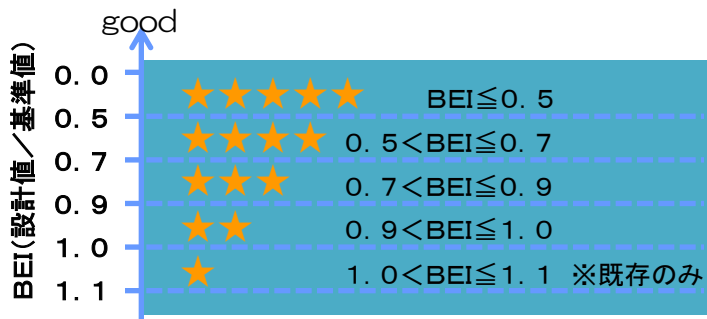 good
BEI(設計値／基準値)
0.0
★★★★★ BEI≦0.5
0.5
★★★★ 0.5<BEI≦0.7
0.7
★★★ 0.7<BEI≦0.9
0.9
★★ 0.9<BEI≦1.0
1.0
★ 1.0<BEI≦1.1 ※既存のみ
1.1